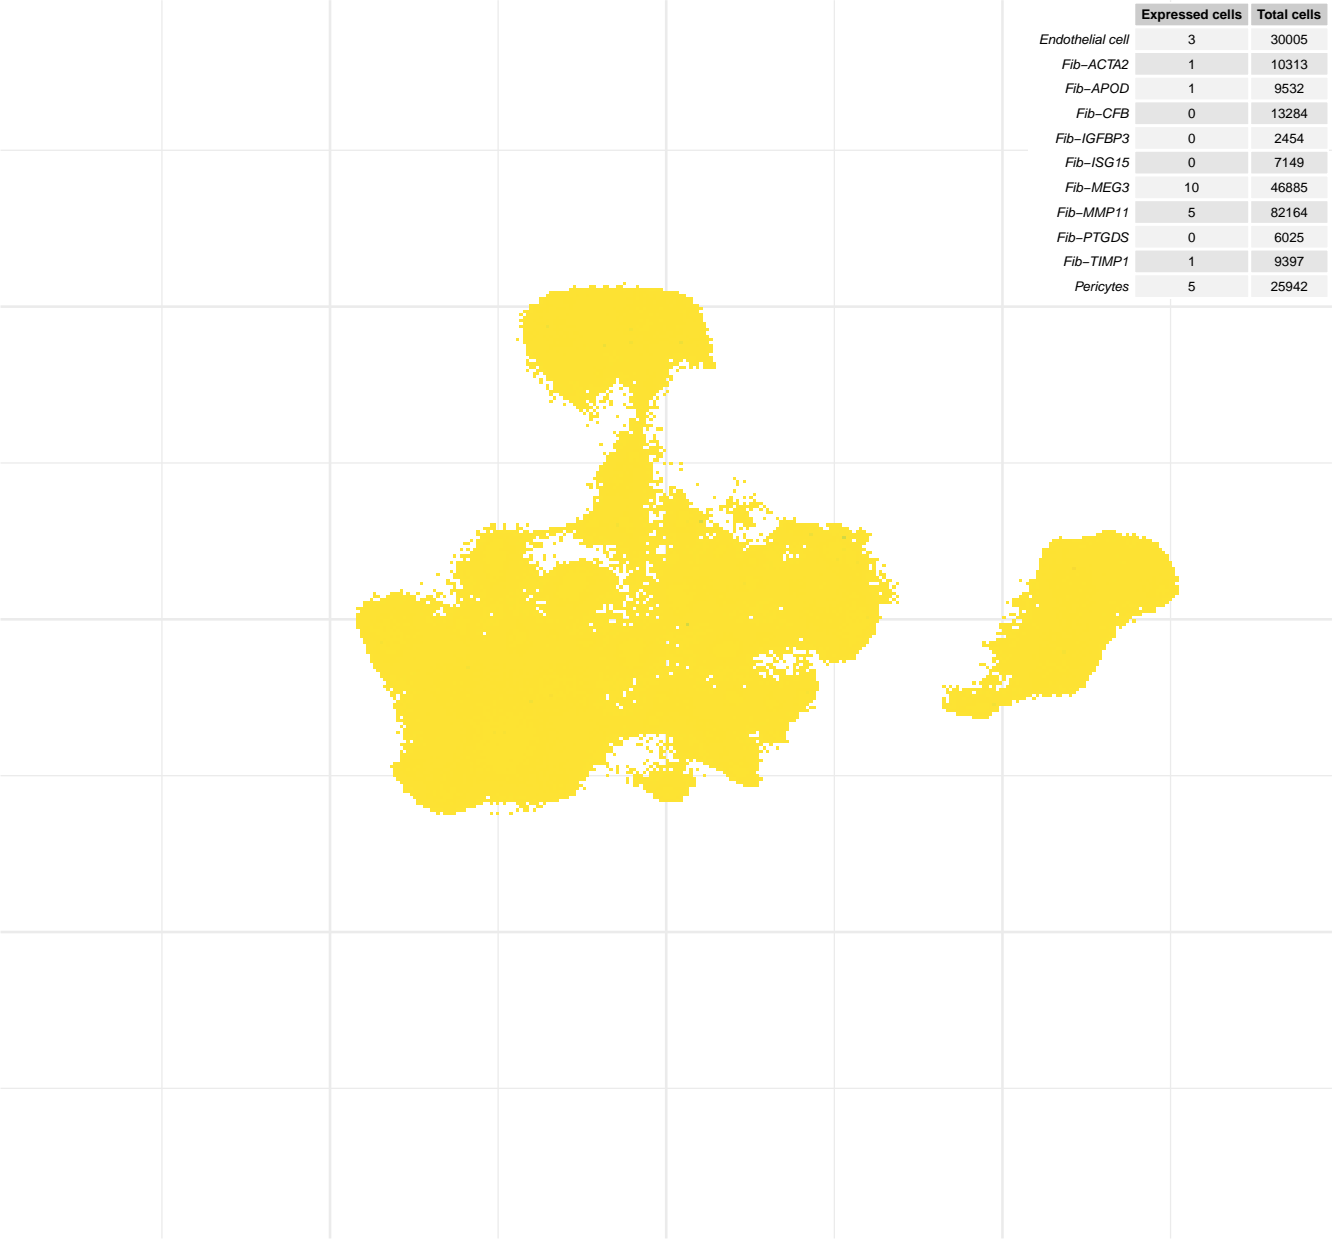 Expressed cells Total cells
Endothelial cell 3 30005
Fib−ACTA2 1 10313
Fib−APOD 1 9532
Fib−CFB 0 13284
Fib−IGFBP3 0 2454
Fib−ISG15 0 7149
Fib−MEG3 10 46885
Fib−MMP11 5 82164
Fib−PTGDS 0 6025
Fib−TIMP1 1 9397
Pericytes 5 25942